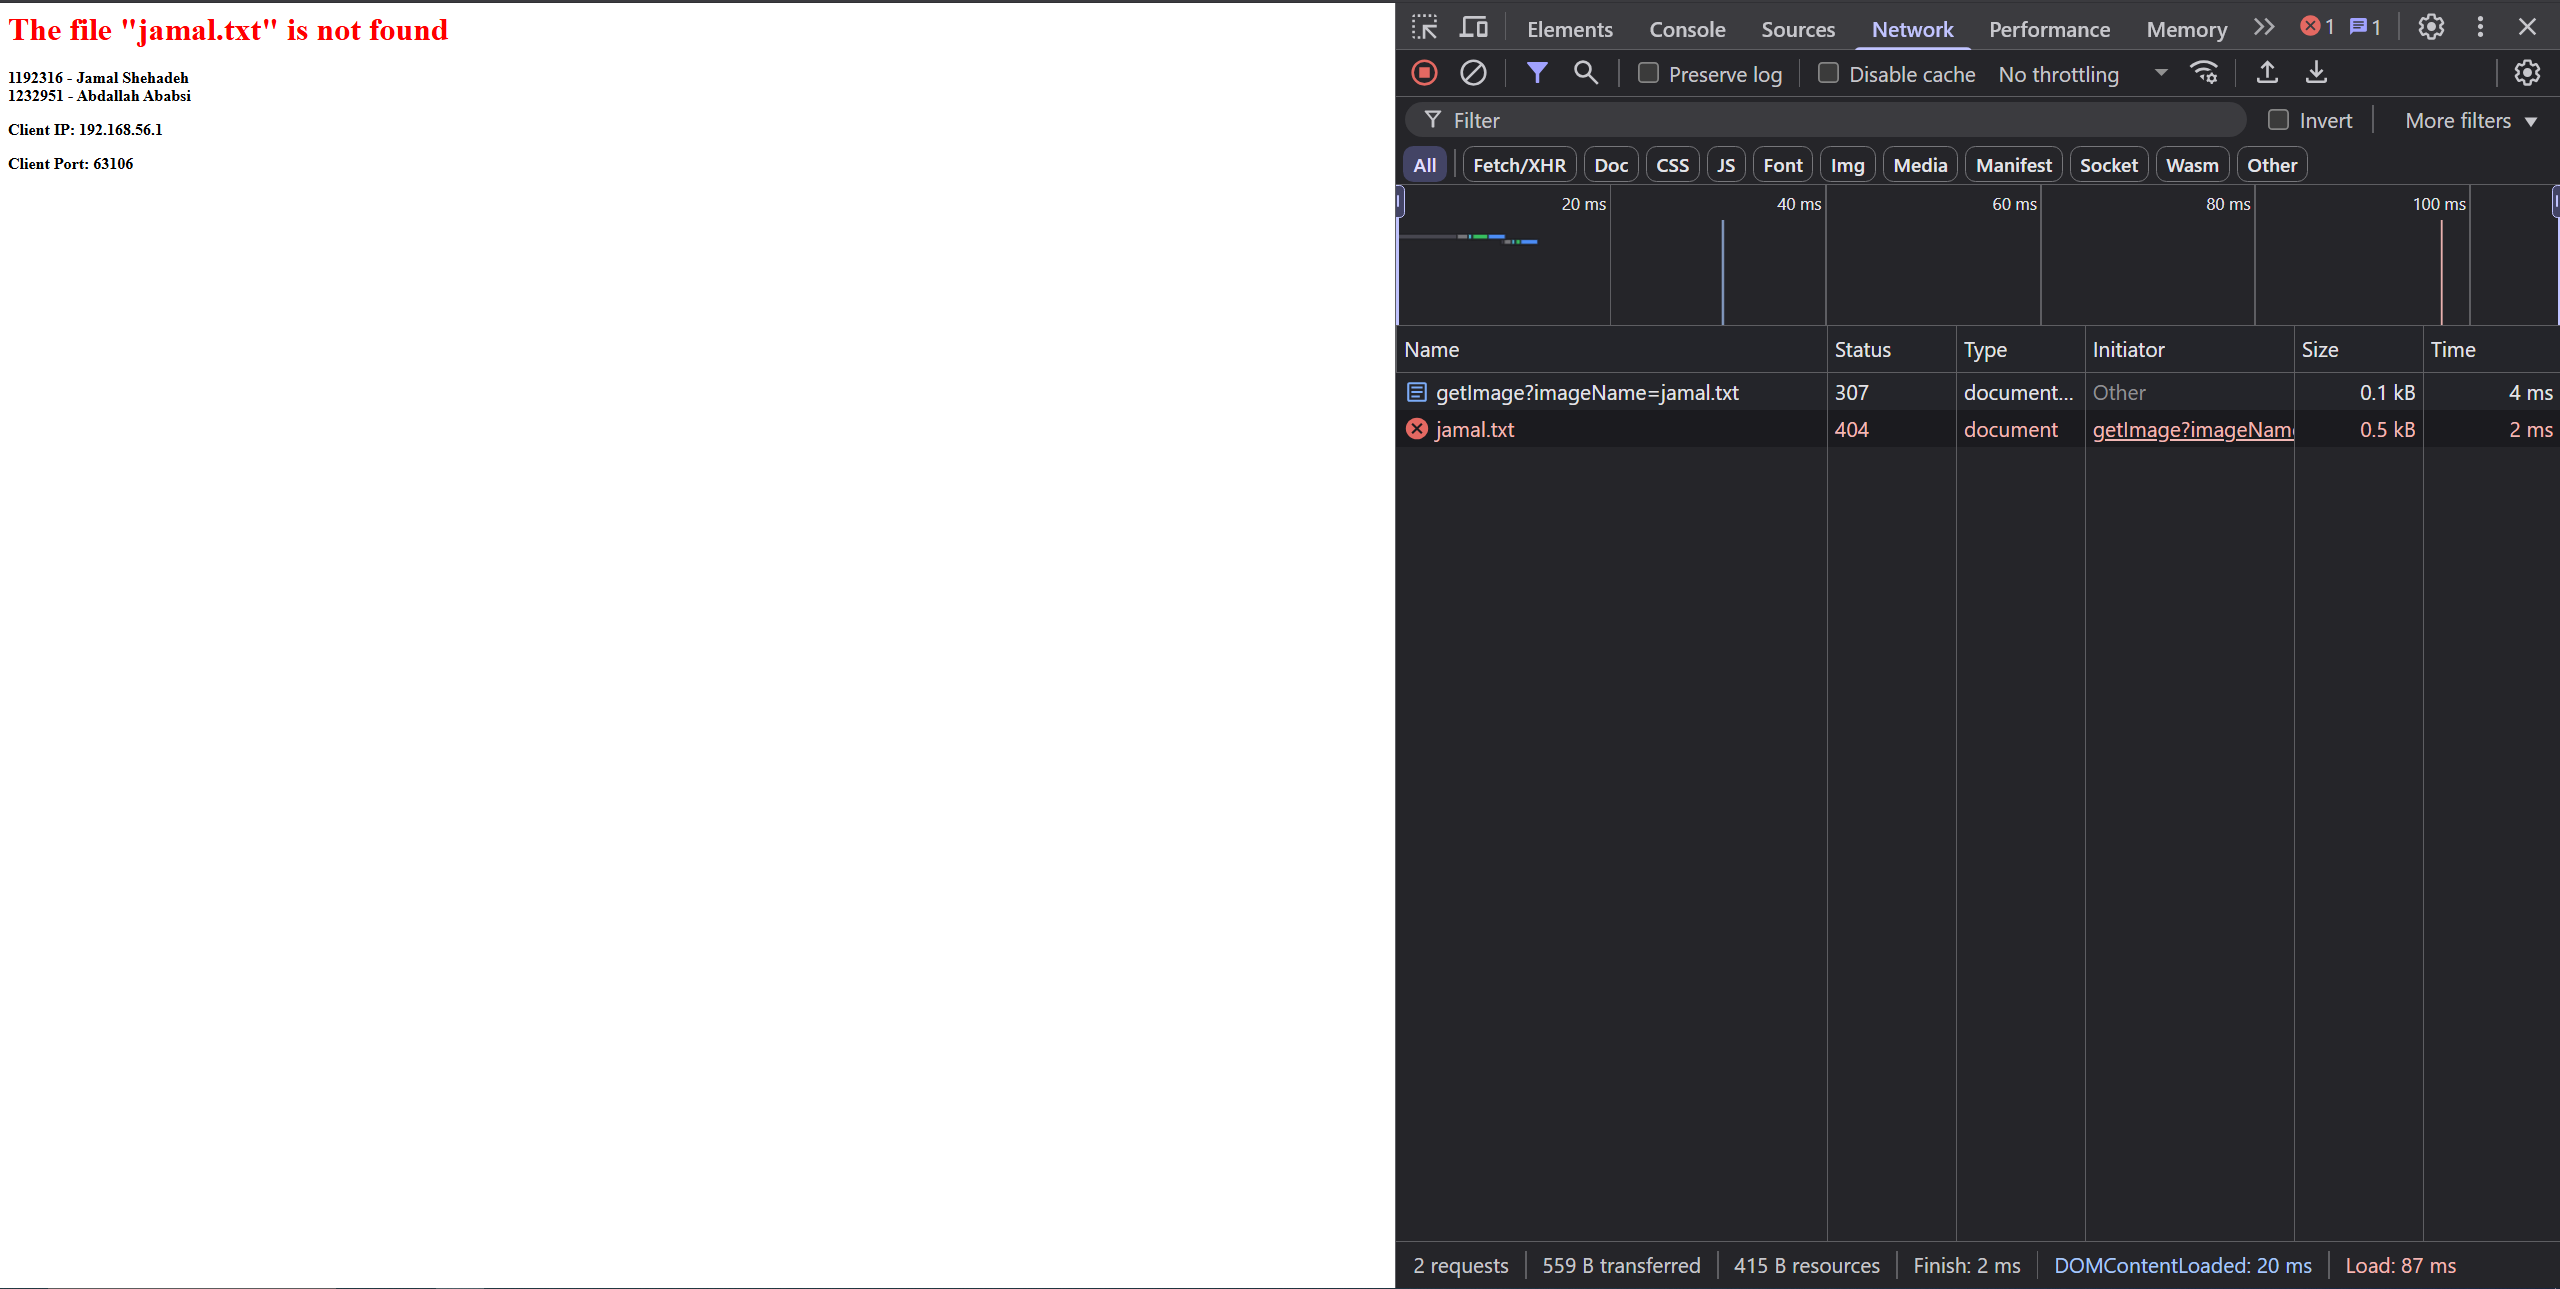 The file "jamal.txt" is not found
1192316 - Jamal Shehadeh
1232951 - Abdallah Ababsi
Client IP: 192.168.56.1
Client Port: 63106
Elements Console Sources Network Performance Memory 1 1
Preserve log Disable cache No throttling
Filter Invert More filters
All Fetch/XHR Doc CSS JS Font Img Media Manifest Socket Wasm Other
20 ms 40 ms 60 ms 80 ms 100 ms
Name Status Type Initiator Size Time
getImage?imageName=jamal.txt 307 document... Other 0.1 kB 4 ms
jamal.txt 404 document getImage?imageNam 0.5 kB 2 ms
2 requests 559 B transferred 415 B resources Finish: 2 ms DOMContentLoaded: 20 ms Load: 87 ms